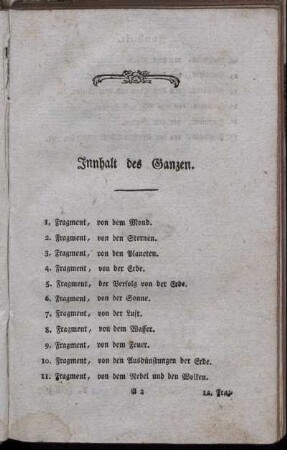 Innhalt des Ganzen.
1. Fragment, von dem Mond.
2. Fragment, von den Sternen.
3. Fragment, von den Planeten.
4. Fragment, von der Erde.
5. Fragment, der Verfolg von der Erde.
6. Fragment, von der Sonne.
7. Fragment, von der Luft.
8. Fragment, von dem Wasser.
9. Fragment, von dem Feuer.
10. Fragment, von den Ausdünstungen der Erde.
11. Fragment, von dem Nebel und den Wolken.
A 2 12. Frag-